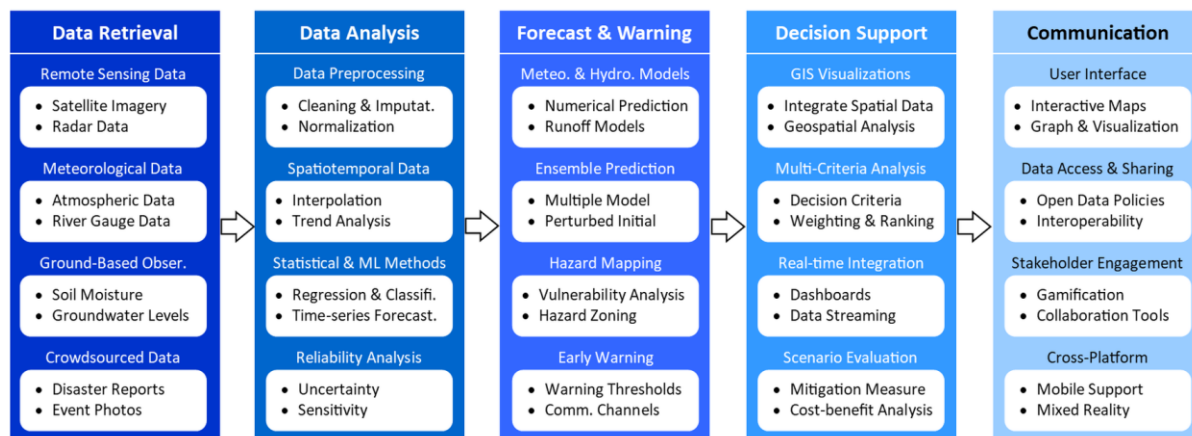 Data Retrieval
Remote Sensing Data
• Satellite Imagery
• Radar Data
Meteorological Data
• Atmospheric Data
• River Gauge Data
Ground-Based Obser.
• Soil Moisture
• Groundwater Levels
Crowdsourced Data
• Disaster Reports
• Event Photos
Data Analysis
Data Preprocessing
• Cleaning & Imputat.
• Normalization
Spatiotemporal Data
• Interpolation
• Trend Analysis
Statistical & ML Methods
• Regression & Classifi.
• Time-series Forecast.
Reliability Analysis
• Uncertainty
• Sensitivity
Forecast & Warning
Meteo. & Hydro. Models
• Numerical Prediction
• Runoff Models
Ensemble Prediction
• Multiple Model
• Perturbed Initial
Hazard Mapping
• Vulnerability Analysis
• Hazard Zoning
Early Warning
• Warning Thresholds
• Comm. Channels
Decision Support
GIS Visualizations
• Integrate Spatial Data
• Geospatial Analysis
Multi-Criteria Analysis
• Decision Criteria
• Weighting & Ranking
Real-time Integration
• Dashboards
• Data Streaming
Scenario Evaluation
• Mitigation Measure
• Cost-benefit Analysis
Communication
User Interface
• Interactive Maps
• Graph & Visualization
Data Access & Sharing
• Open Data Policies
• Interoperability
Stakeholder Engagement
• Gamification
• Collaboration Tools
Cross-Platform
• Mobile Support
• Mixed Reality